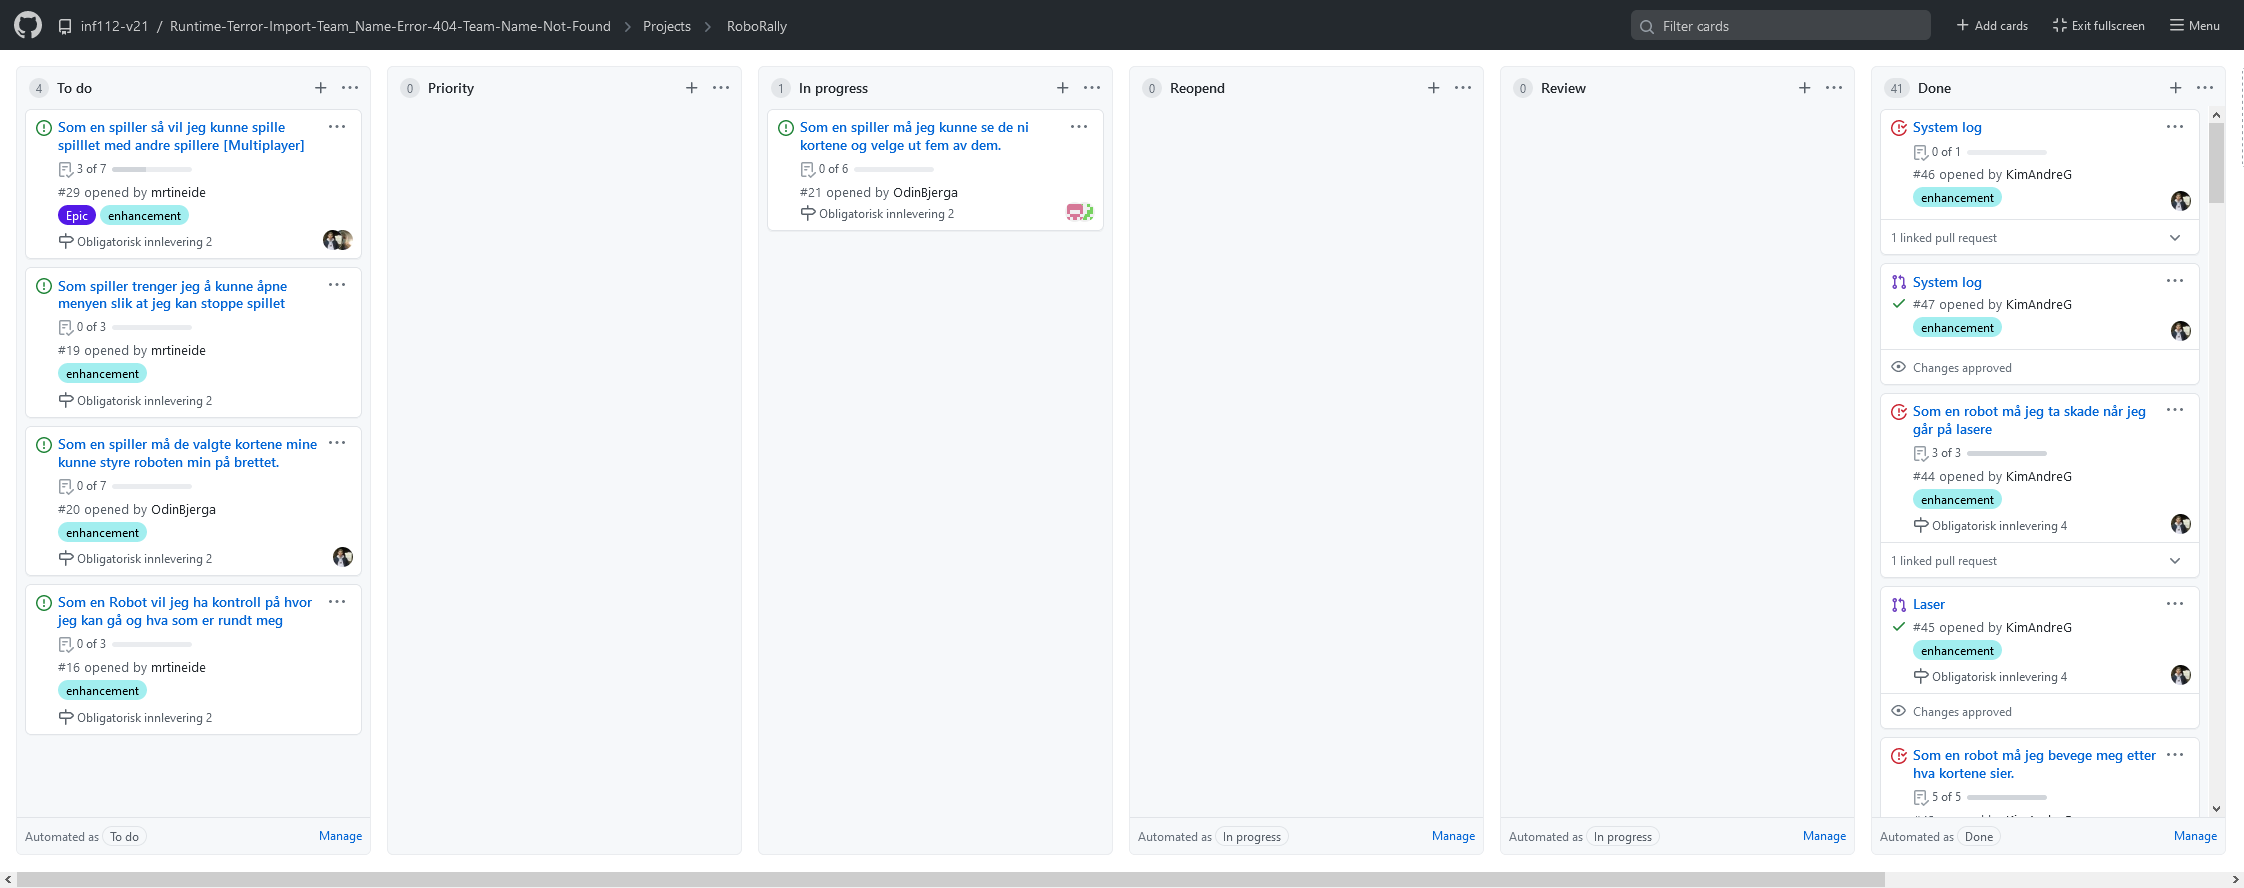 inf112-v21 / Runtime-Terror-Import-Team_Name-Error-404-Team-Name-Not-Found > Projects > RoboRally
Filter cards
Add cards
Exit fullscreen
Menu
4 To do
Som en spiller så vil jeg kunne spille
spilllet med andre spillere [Multiplayer]
3 of 7
#29 opened by mrtineide
Epic enhancement
Obligatorisk innlevering 2
Som spiller trenger jeg å kunne åpne
menyen slik at jeg kan stoppe spillet
0 of 3
#19 opened by mrtineide
enhancement
Obligatorisk innlevering 2
Som en spiller må de valgte kortene mine
kunne styre roboten min på brettet.
0 of 7
#20 opened by OdinBjerga
enhancement
Obligatorisk innlevering 2
Som en Robot vil jeg ha kontroll på hvor
jeg kan gå og hva som er rundt meg
0 of 3
#16 opened by mrtineide
enhancement
Obligatorisk innlevering 2
Automated as To do Manage
0 Priority
1 In progress
Som en spiller må jeg kunne se de ni
kortene og velge ut fem av dem.
0 of 6
#21 opened by OdinBjerga
Obligatorisk innlevering 2
0 Reopend
Automated as In progress Manage
0 Review
Automated as In progress Manage
41 Done
System log
0 of 1
#46 opened by KimAndreG
enhancement
1 linked pull request
System log
#47 opened by KimAndreG
enhancement
Changes approved
Som en robot må jeg ta skade når jeg
går på lasere
3 of 3
#44 opened by KimAndreG
enhancement
Obligatorisk innlevering 4
1 linked pull request
Laser
#45 opened by KimAndreG
enhancement
Obligatorisk innlevering 4
Changes approved
Som en robot må jeg bevege meg etter
hva kortene sier.
5 of 5
Automated as Done Manage